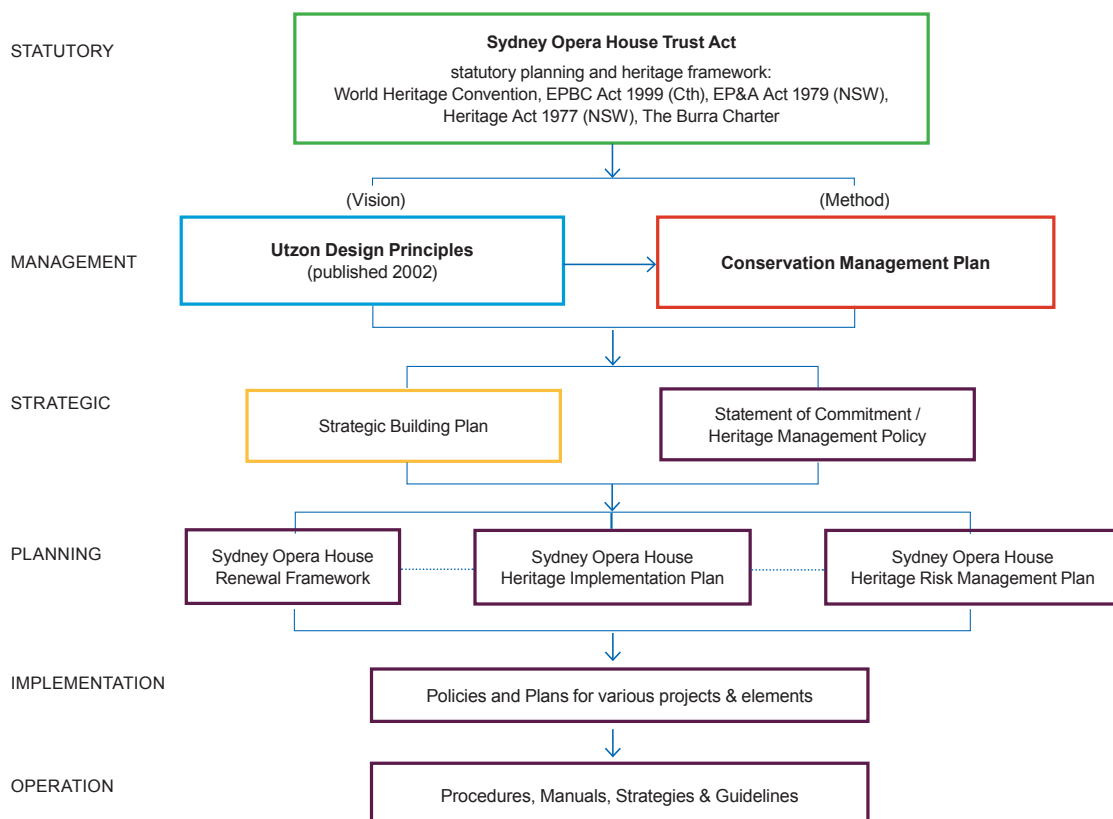 STATUTORY
Sydney Opera House Trust Act
statutory planning and heritage framework:
World Heritage Convention, EPBC Act 1999 (Cth), EP&A Act 1979 (NSW),
Heritage Act 1977 (NSW), The Burra Charter
(Vision)
(Method)
MANAGEMENT
Utzon Design Principles
(published 2002)
Conservation Management Plan
STRATEGIC
Strategic Building Plan
Statement of Commitment /
Heritage Management Policy
PLANNING
Sydney Opera House
Renewal Framework
Sydney Opera House
Heritage Implementation Plan
Sydney Opera House
Heritage Risk Management Plan
IMPLEMENTATION
Policies and Plans for various projects & elements
OPERATION
Procedures, Manuals, Strategies & Guidelines